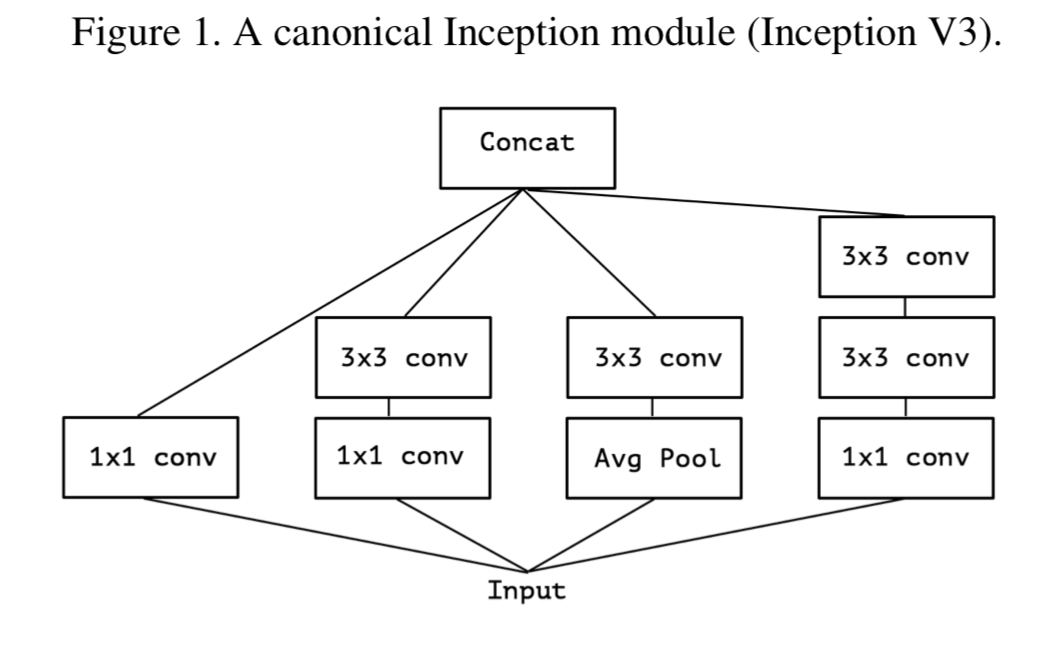 Figure 1. A canonical Inception module (Inception V3).
Concat
3x3 conv
3x3 conv
3x3 conv
3x3 conv
1x1 conv
1x1 conv
Avg Pool
1x1 conv
Input